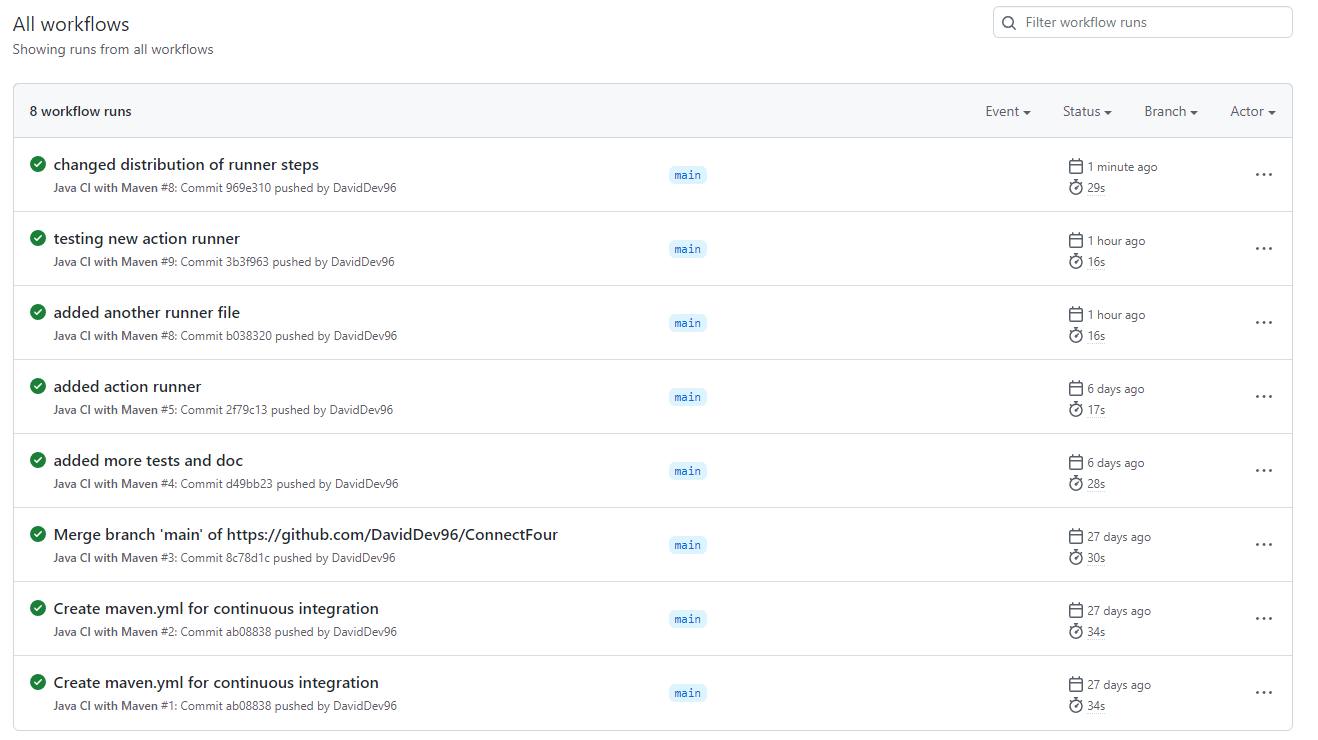 All workflows
Filter workflow runs
Showing runs from all workflows
8 workflow runs
Event
Status
Branch
Actor
changed distribution of runner steps
Java CI with Maven #8: Commit 969e310 pushed by DavidDev96
main
1 minute ago
29s
testing new action runner
Java CI with Maven #9: Commit 3b3f963 pushed by DavidDev96
main
1 hour ago
16s
added another runner file
Java CI with Maven #8: Commit b038320 pushed by DavidDev96
main
1 hour ago
16s
added action runner
Java CI with Maven #5: Commit 2f79c13 pushed by DavidDev96
main
6 days ago
17s
added more tests and doc
Java CI with Maven #4: Commit d49bb23 pushed by DavidDev96
main
6 days ago
28s
Merge branch 'main' of https://github.com/DavidDev96/ConnectFour
Java CI with Maven #3: Commit 8c78d1c pushed by DavidDev96
main
27 days ago
30s
Create maven.yml for continuous integration
Java CI with Maven #2: Commit ab08838 pushed by DavidDev96
main
27 days ago
34s
Create maven.yml for continuous integration
Java CI with Maven #1: Commit ab08838 pushed by DavidDev96
main
27 days ago
34s